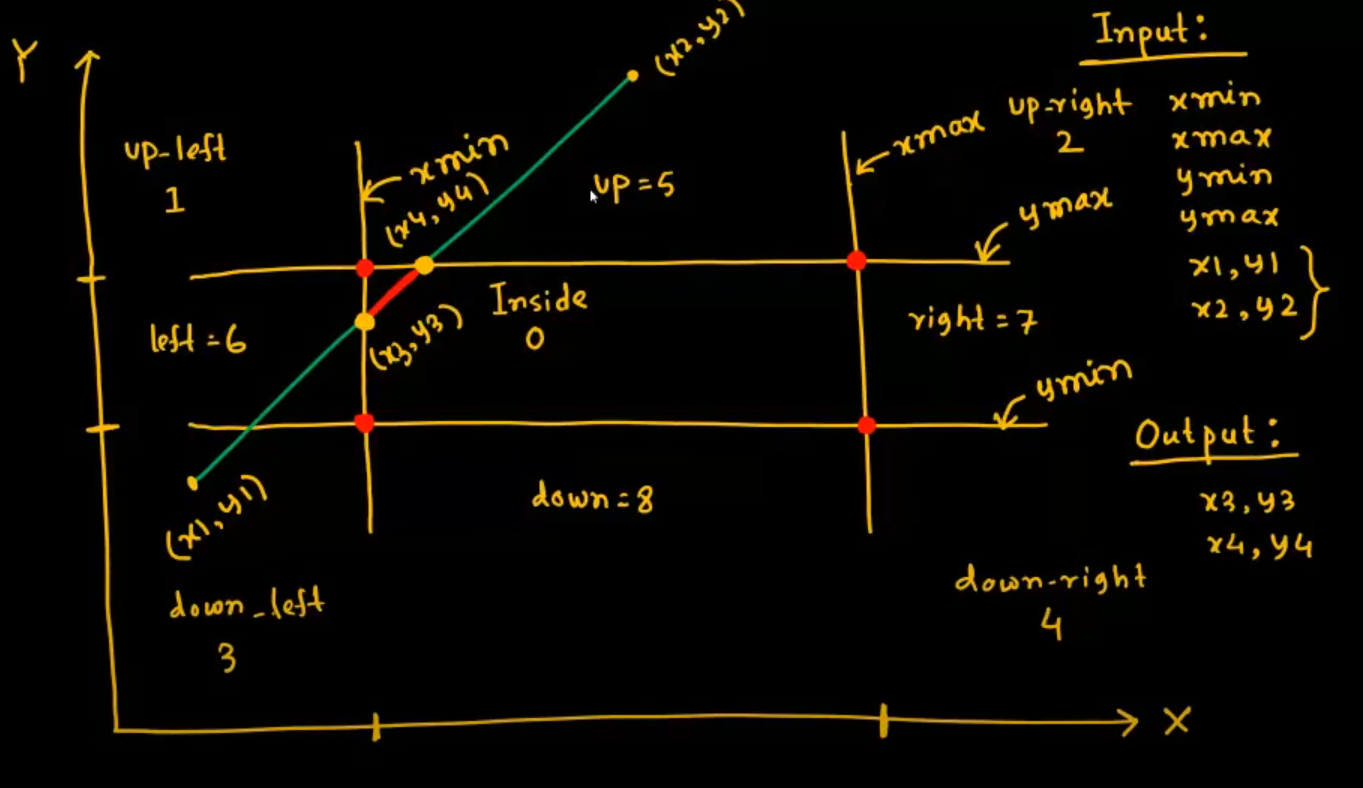 Y
(x2, y2)
Input:
up-left
1
xmin
(x4, y4)
up = 5
xmax
up-right
2
ymax
xmin
xmax
ymin
ymax
x1, y1
x2, y2
left = 6
(x3, y3)
Inside
0
right = 7
ymin
(x1, y1)
down = 8
Output:
x3, y3
x4, y4
down_left
3
down-right
4
X